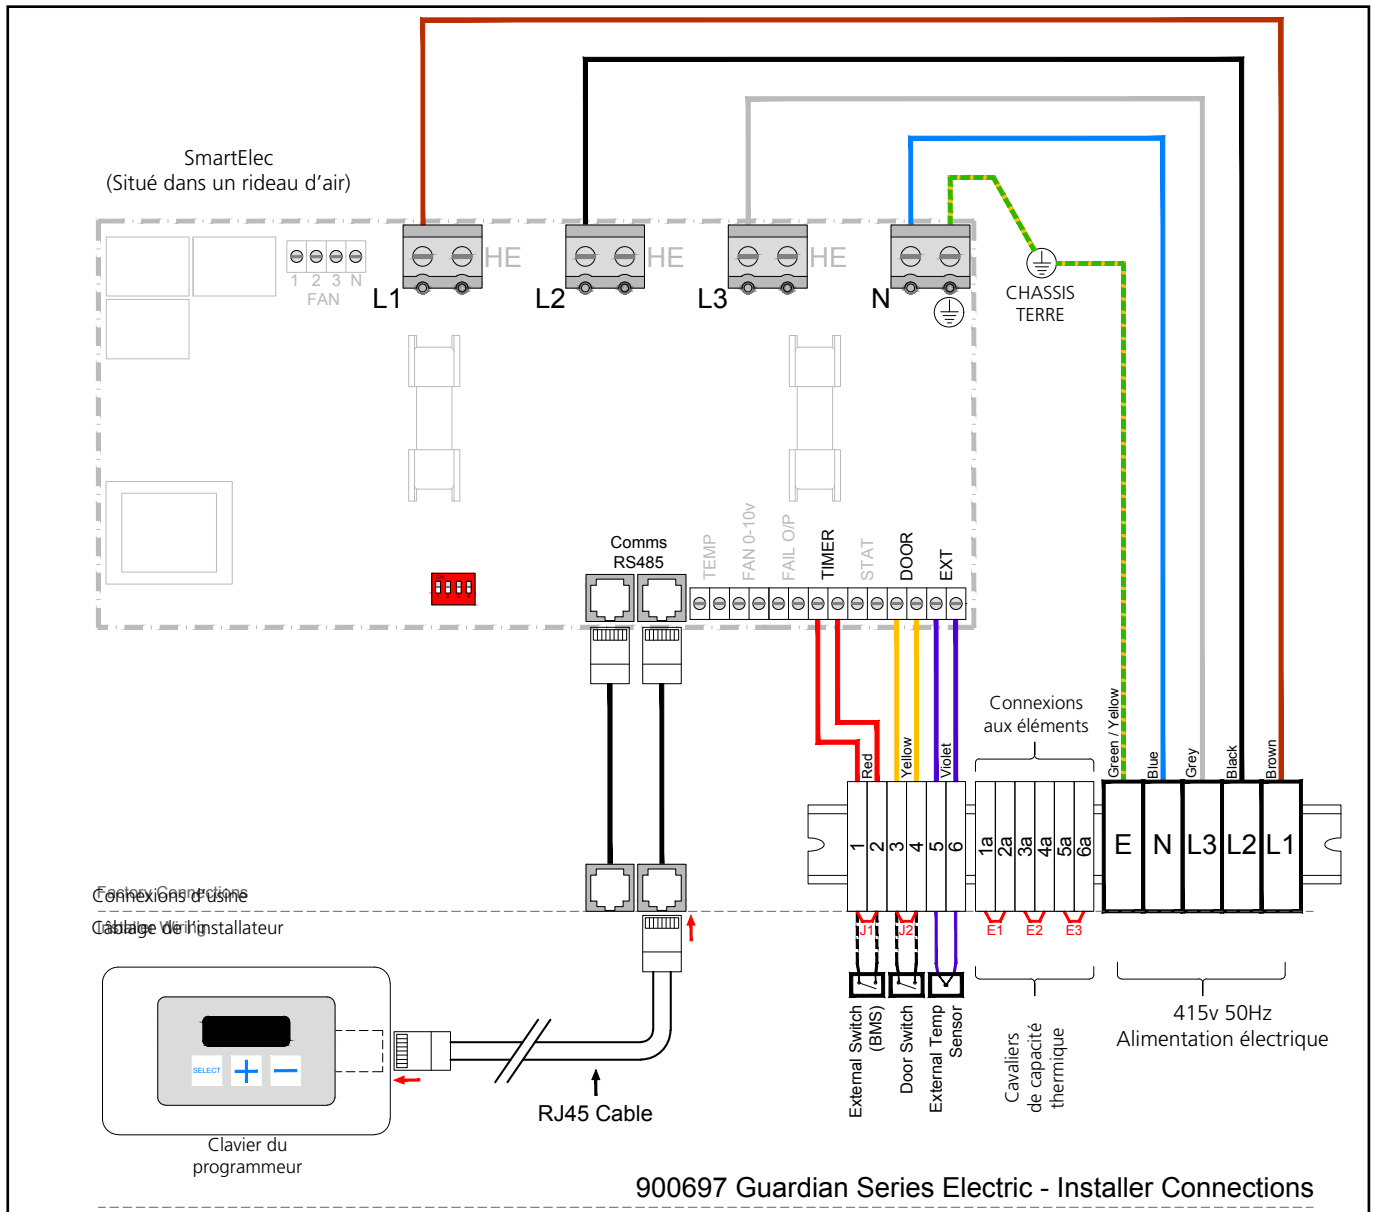 SmartElec
(Situé dans un rideau d'air)
1 2 3 N
FAN
L1
HE
L2
HE
L3
HE
N
CHASSIS
TERRE
Comms
RS485
TEMP
FAN 0-10v
FAIL O/P
TIMER
STAT
DOOR
EXT
Connexions
aux éléments
Red
Yellow
Violet
Green / Yellow
Blue
Grey
Black
Brown
1 2 3 4 5 6
1a 2a 3a 4a 5a 6a
E N L3 L2 L1
Factory Connections
Connexions d'usine
Installer Wiring
Câblage de l'installateur
J1 J2
E1 E2 E3
External Switch
(BMS)
Door Switch
External Temp
Sensor
Cavaliers
de capacité
thermique
415v 50Hz
Alimentation électrique
SELECT
RJ45 Cable
Clavier du
programmeur
900697 Guardian Series Electric - Installer Connections